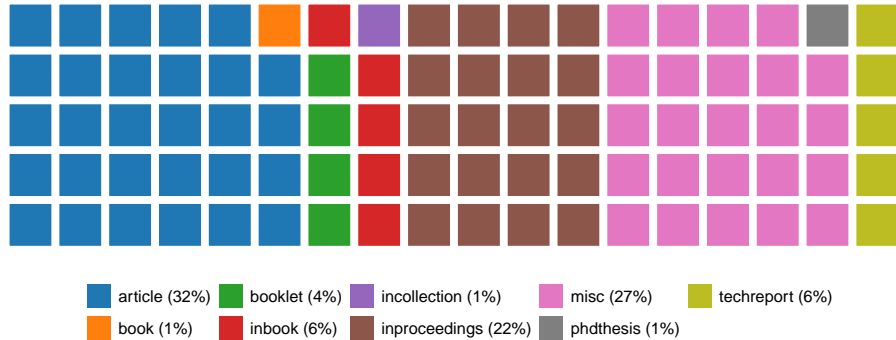 article (32%) booklet (4%) incollection (1%) misc (27%) techreport (6%)
book (1%) inbook (6%) inproceedings (22%) phdthesis (1%)